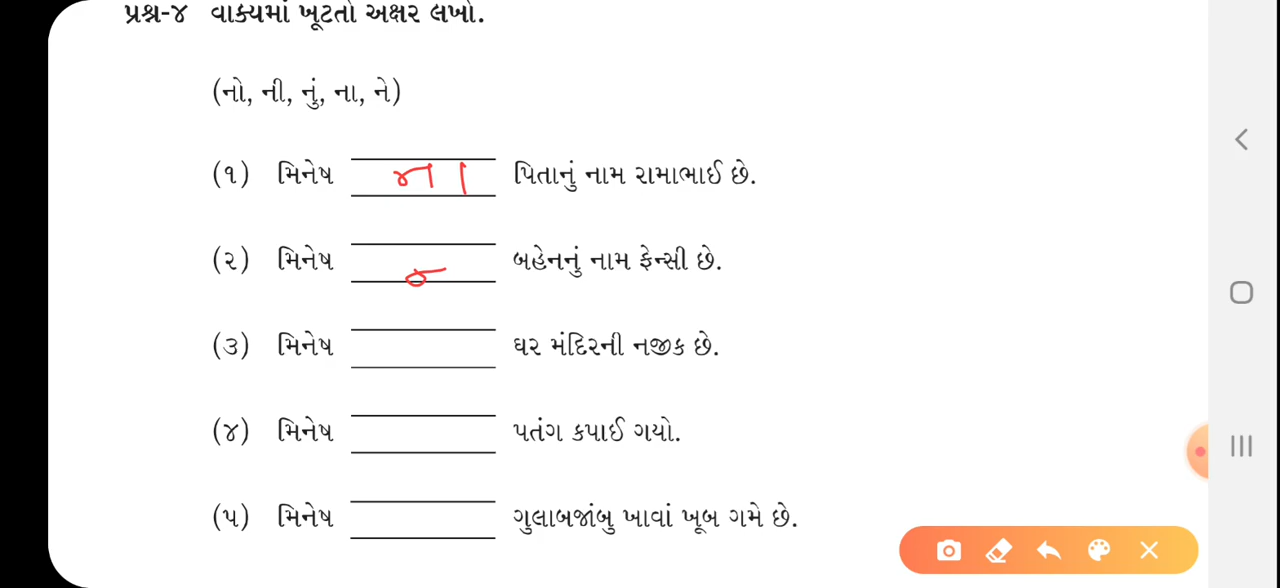 પ્રશ્ન-૪ વાક્યમાં ખૂટતો અક્ષર લખો.
(નો, ની, નું, ના, ને)
(૧) મિનેષ ના પિતાનું નામ રામાભાઈ છે.
(૨) મિનેષ બહેનનું નામ ફેન્સી છે.
(૩) મિનેષ ઘર મંદિરની નજીક છે.
(૪) મિનેષ પતંગ કપાઈ ગયો.
(૫) મિનેષ ગુલાબજાંબુ ખાવાં ખૂબ ગમે છે.